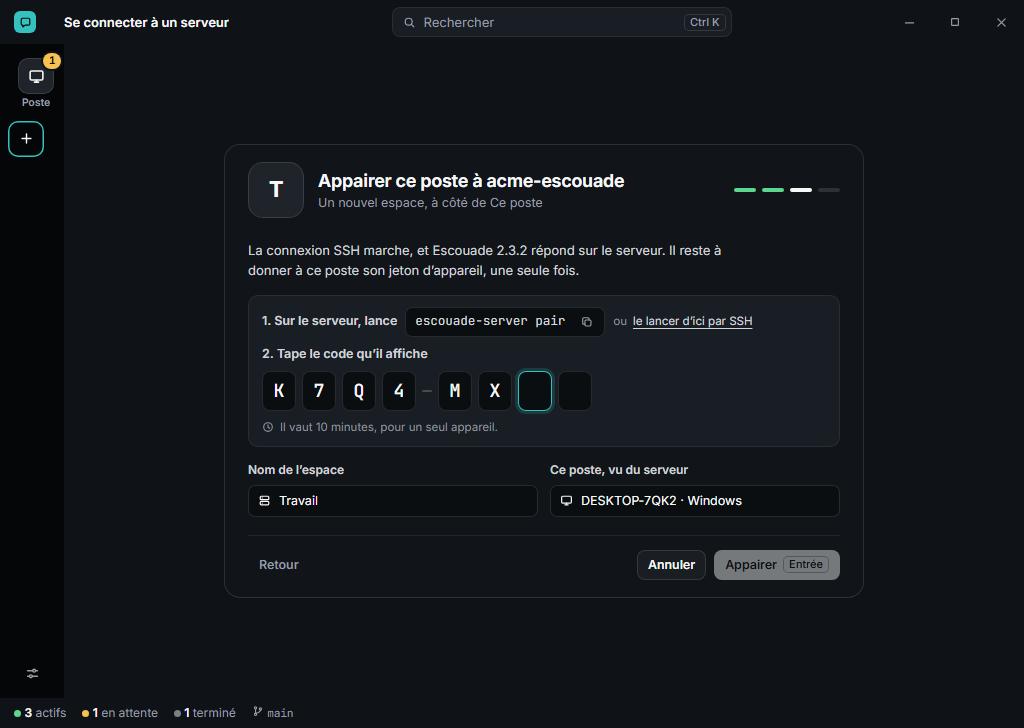 Se connecter à un serveur
Rechercher
Ctrl K
1
Poste
T
Appairer ce poste à acme-escouade
Un nouvel espace, à côté de Ce poste
La connexion SSH marche, et Escouade 2.3.2 répond sur le serveur. Il reste à
donner à ce poste son jeton d’appareil, une seule fois.
1. Sur le serveur, lance escouade-server pair ou le lancer d’ici par SSH
2. Tape le code qu’il affiche
K 7 Q 4 – M X
Il vaut 10 minutes, pour un seul appareil.
Nom de l’espace
Travail
Ce poste, vu du serveur
DESKTOP-7QK2 · Windows
Retour
Annuler
Appairer Entrée
3 actifs 1 en attente 1 terminé main